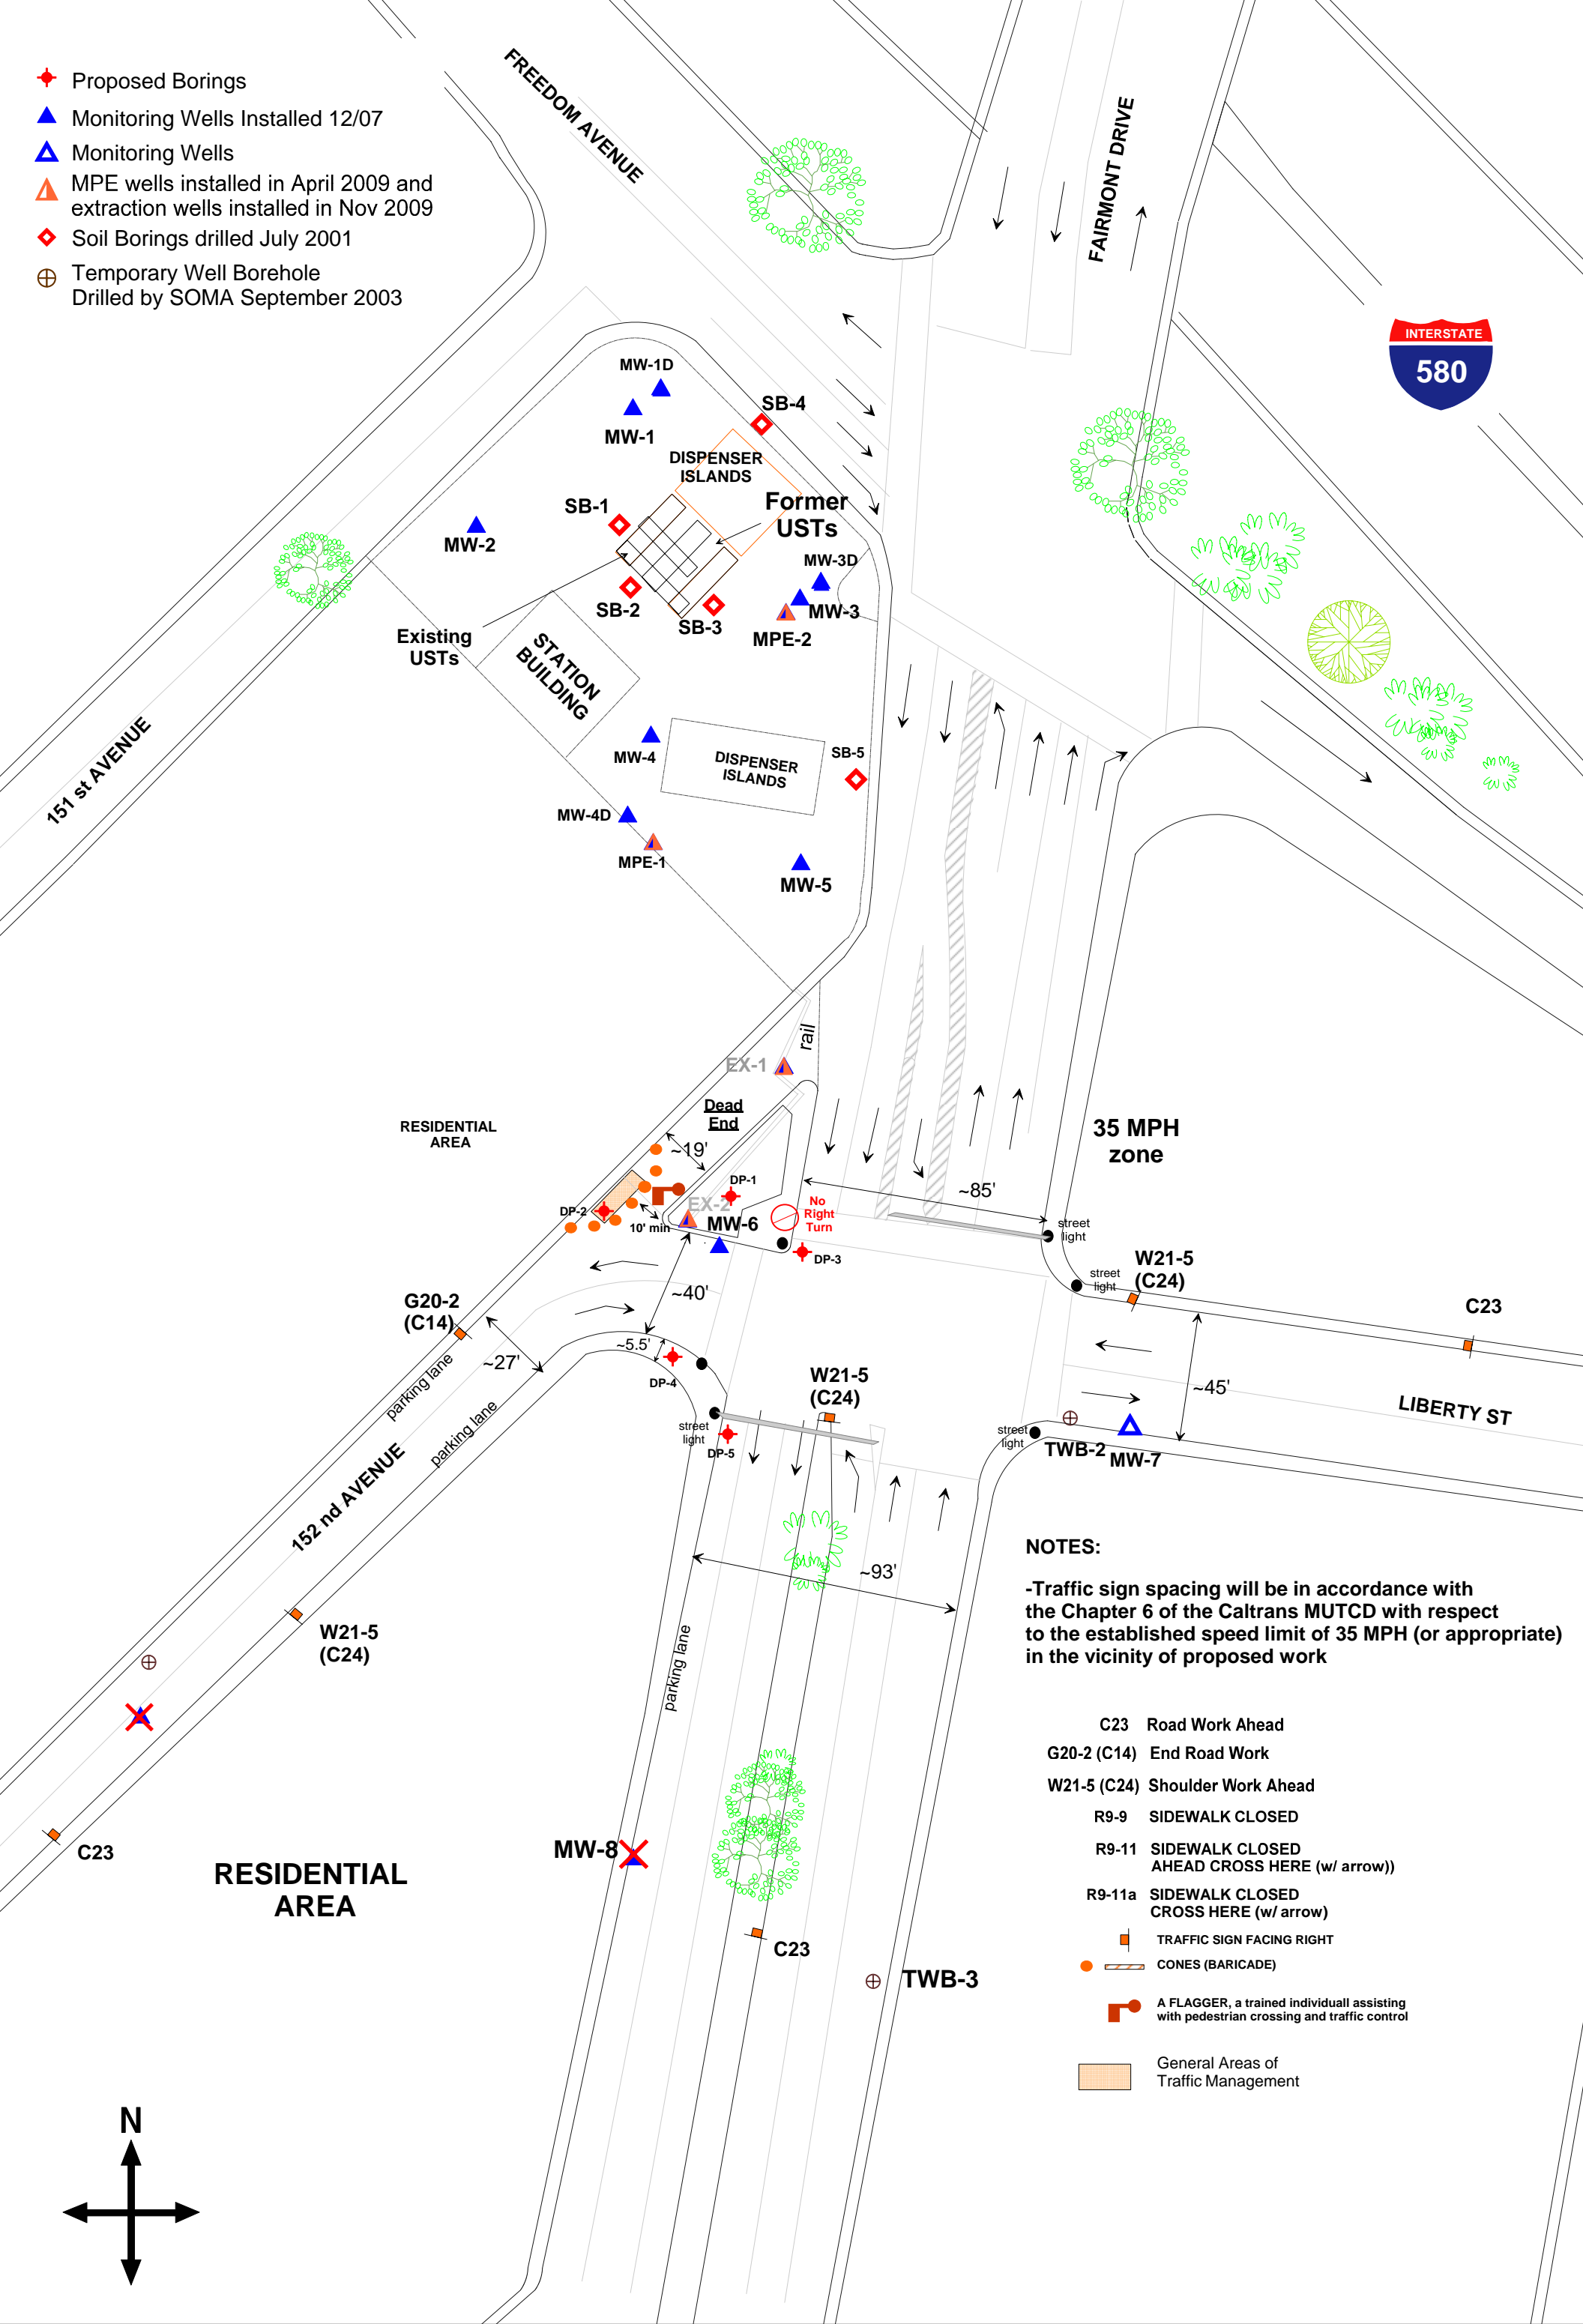 Proposed Borings
Monitoring Wells Installed 12/07
Monitoring Wells
MPE wells installed in April 2009 and
extraction wells installed in Nov 2009
Soil Borings drilled July 2001
Temporary Well Borehole
Drilled by SOMA September 2003
FREEDOM AVENUE
FAIRMONT DRIVE
INTERSTATE
580
MW-1D
MW-1
SB-4
DISPENSER
ISLANDS
Former
USTs
SB-1
MW-2
MW-3D
MW-3
SB-2
SB-3
MPE-2
Existing
USTs
STATION
BUILDING
151 st AVENUE
MW-4
DISPENSER
ISLANDS
SB-5
MW-4D
MPE-1
MW-5
rail
EX-1
Dead
End
RESIDENTIAL
AREA
~19'
35 MPH
zone
DP-1
~85'
EX-2
No
Right
Turn
DP-2
10' min
MW-6
DP-3
street
light
street
light
W21-5
(C24)
C23
G20-2
(C14)
~40'
~27'
~5.5'
DP-4
parking lane
parking lane
W21-5
(C24)
~45'
LIBERTY ST
street
light
DP-5
street
light
TWB-2
MW-7
152 nd AVENUE
~93'
W21-5
(C24)
parking lane
NOTES:
-Traffic sign spacing will be in accordance with
the Chapter 6 of the Caltrans MUTCD with respect
to the established speed limit of 35 MPH (or appropriate)
in the vicinity of proposed work
C23 Road Work Ahead
G20-2 (C14) End Road Work
W21-5 (C24) Shoulder Work Ahead
R9-9 SIDEWALK CLOSED
R9-11 SIDEWALK CLOSED
AHEAD CROSS HERE (w/ arrow))
R9-11a SIDEWALK CLOSED
CROSS HERE (w/ arrow)
TRAFFIC SIGN FACING RIGHT
CONES (BARICADE)
A FLAGGER, a trained individuall assisting
with pedestrian crossing and traffic control
General Areas of
Traffic Management
C23
RESIDENTIAL
AREA
MW-8
C23
TWB-3
N